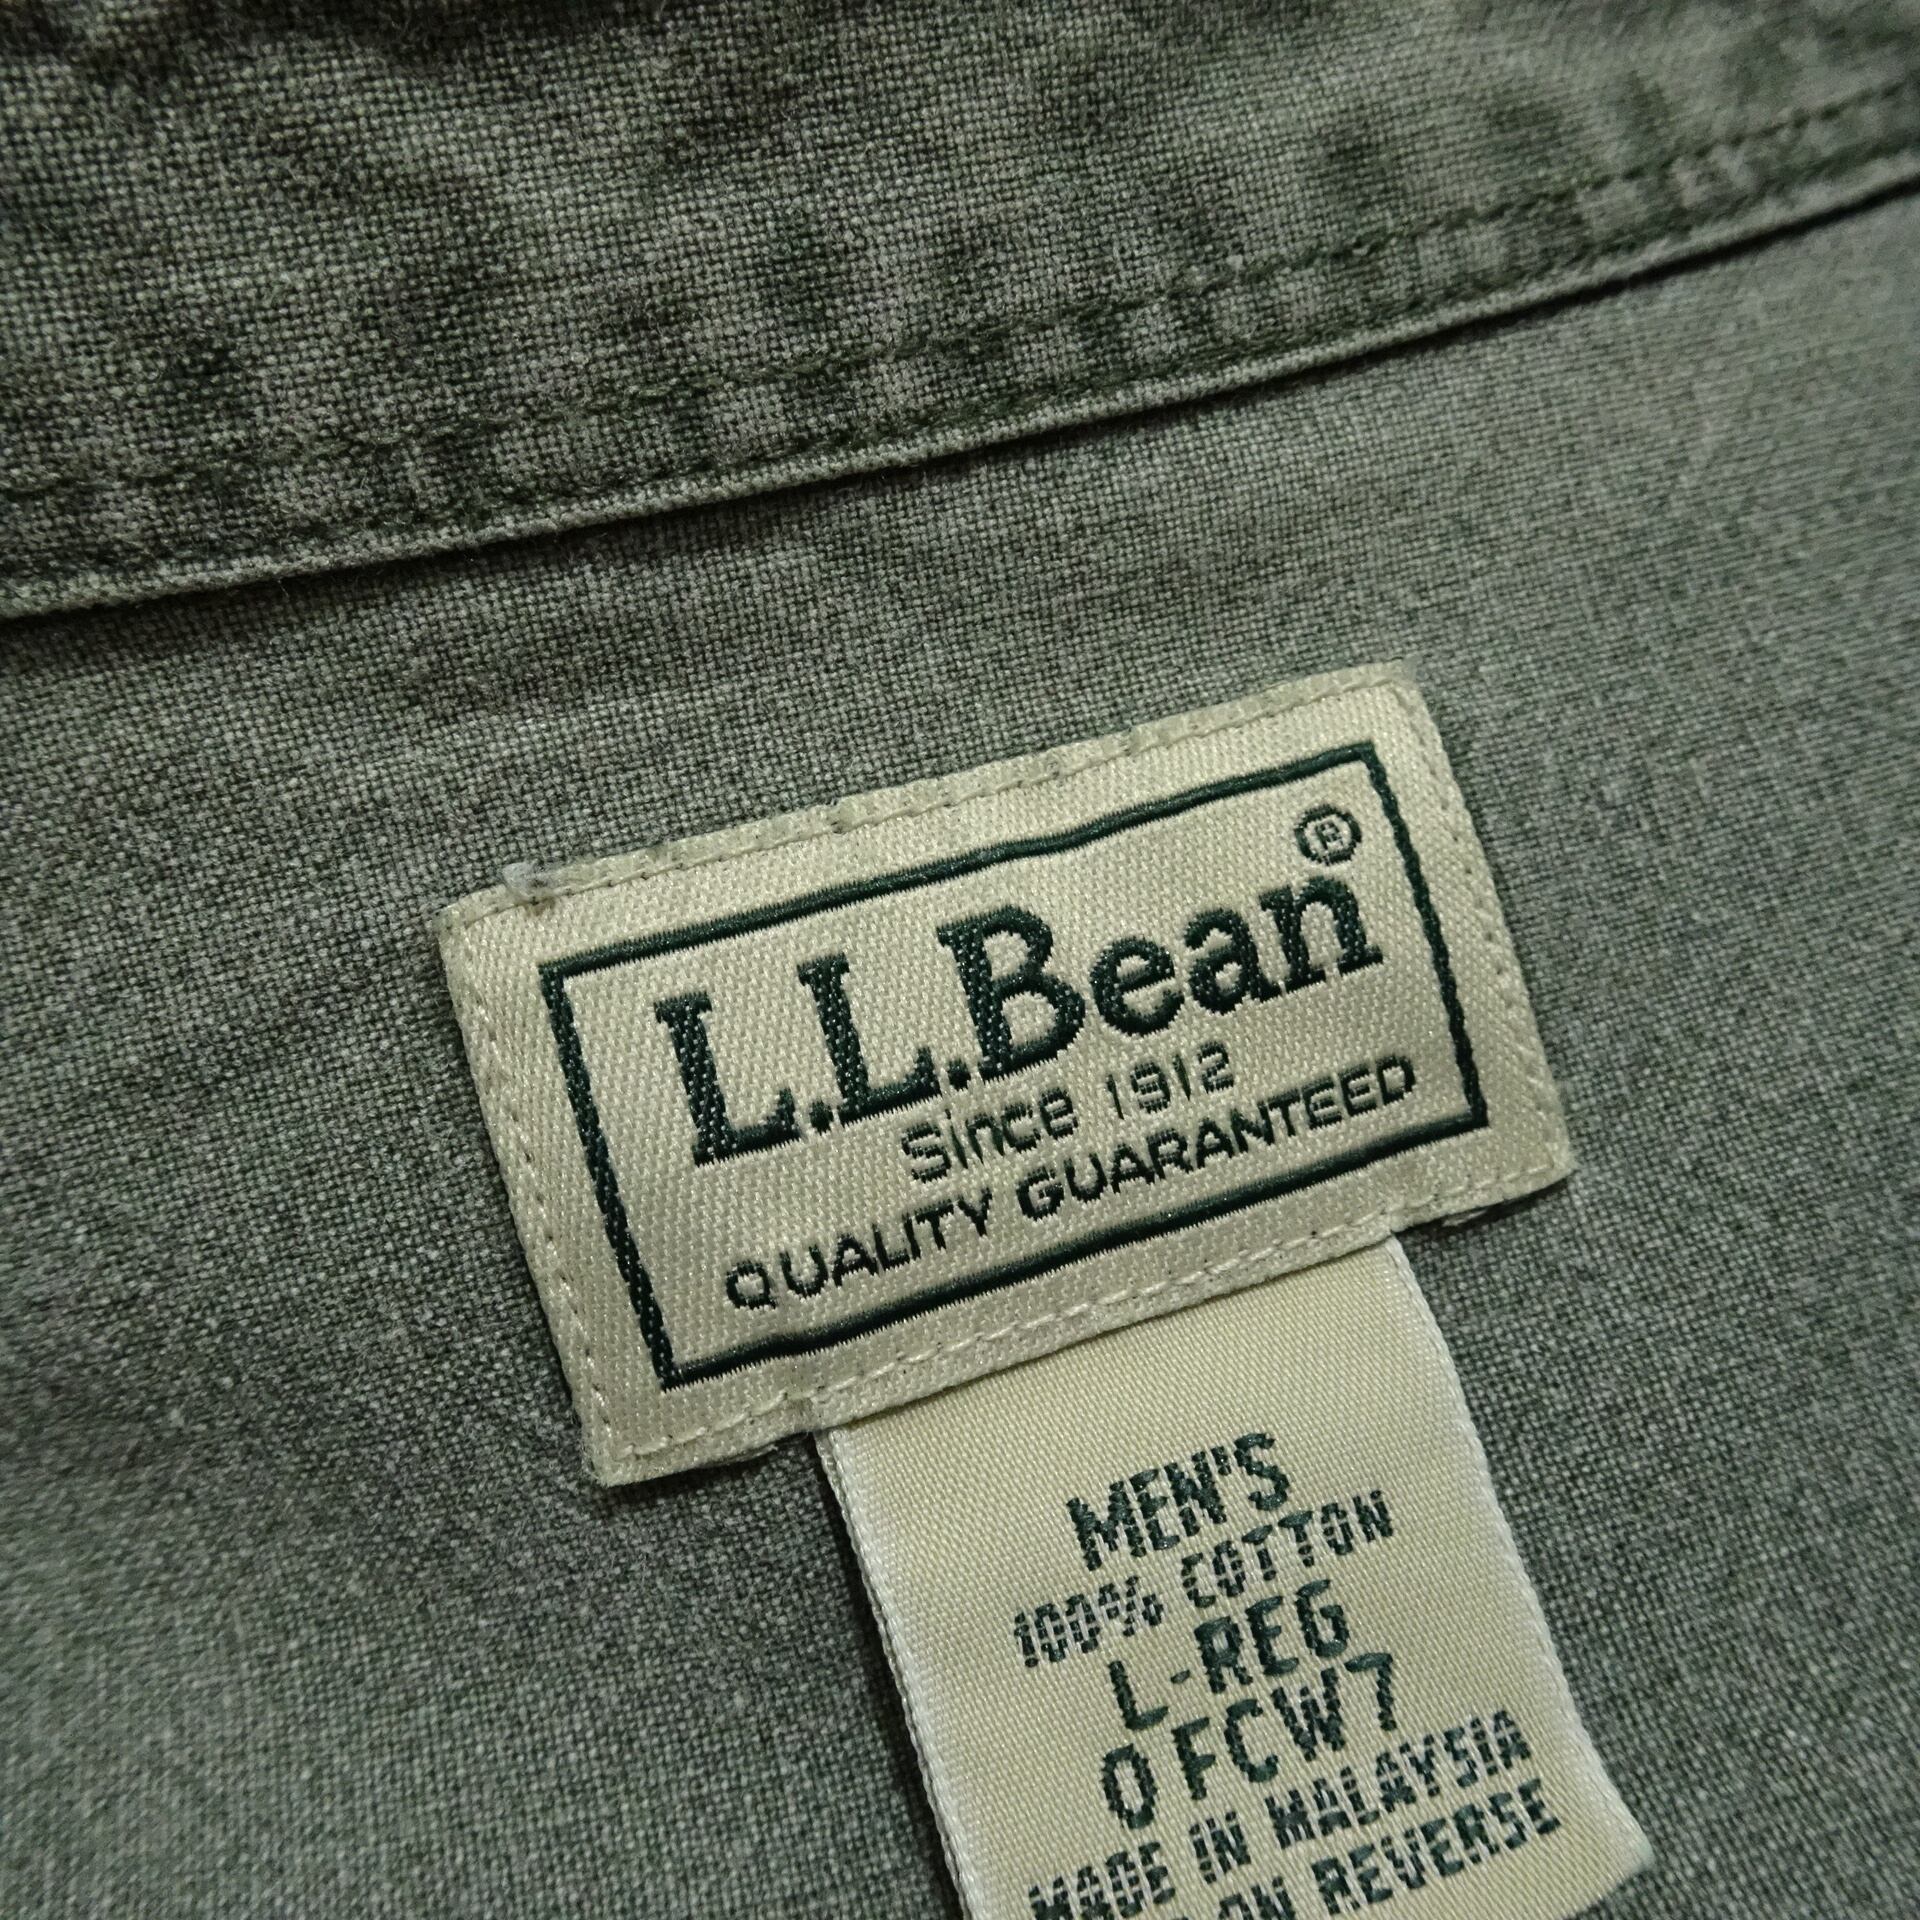 L.L.Bean®
Since 1912
QUALITY GUARANTEED
MEN'S
100% COTTON
L-REG
0FCW7
MADE IN MALAYSIA
ON REVERSE